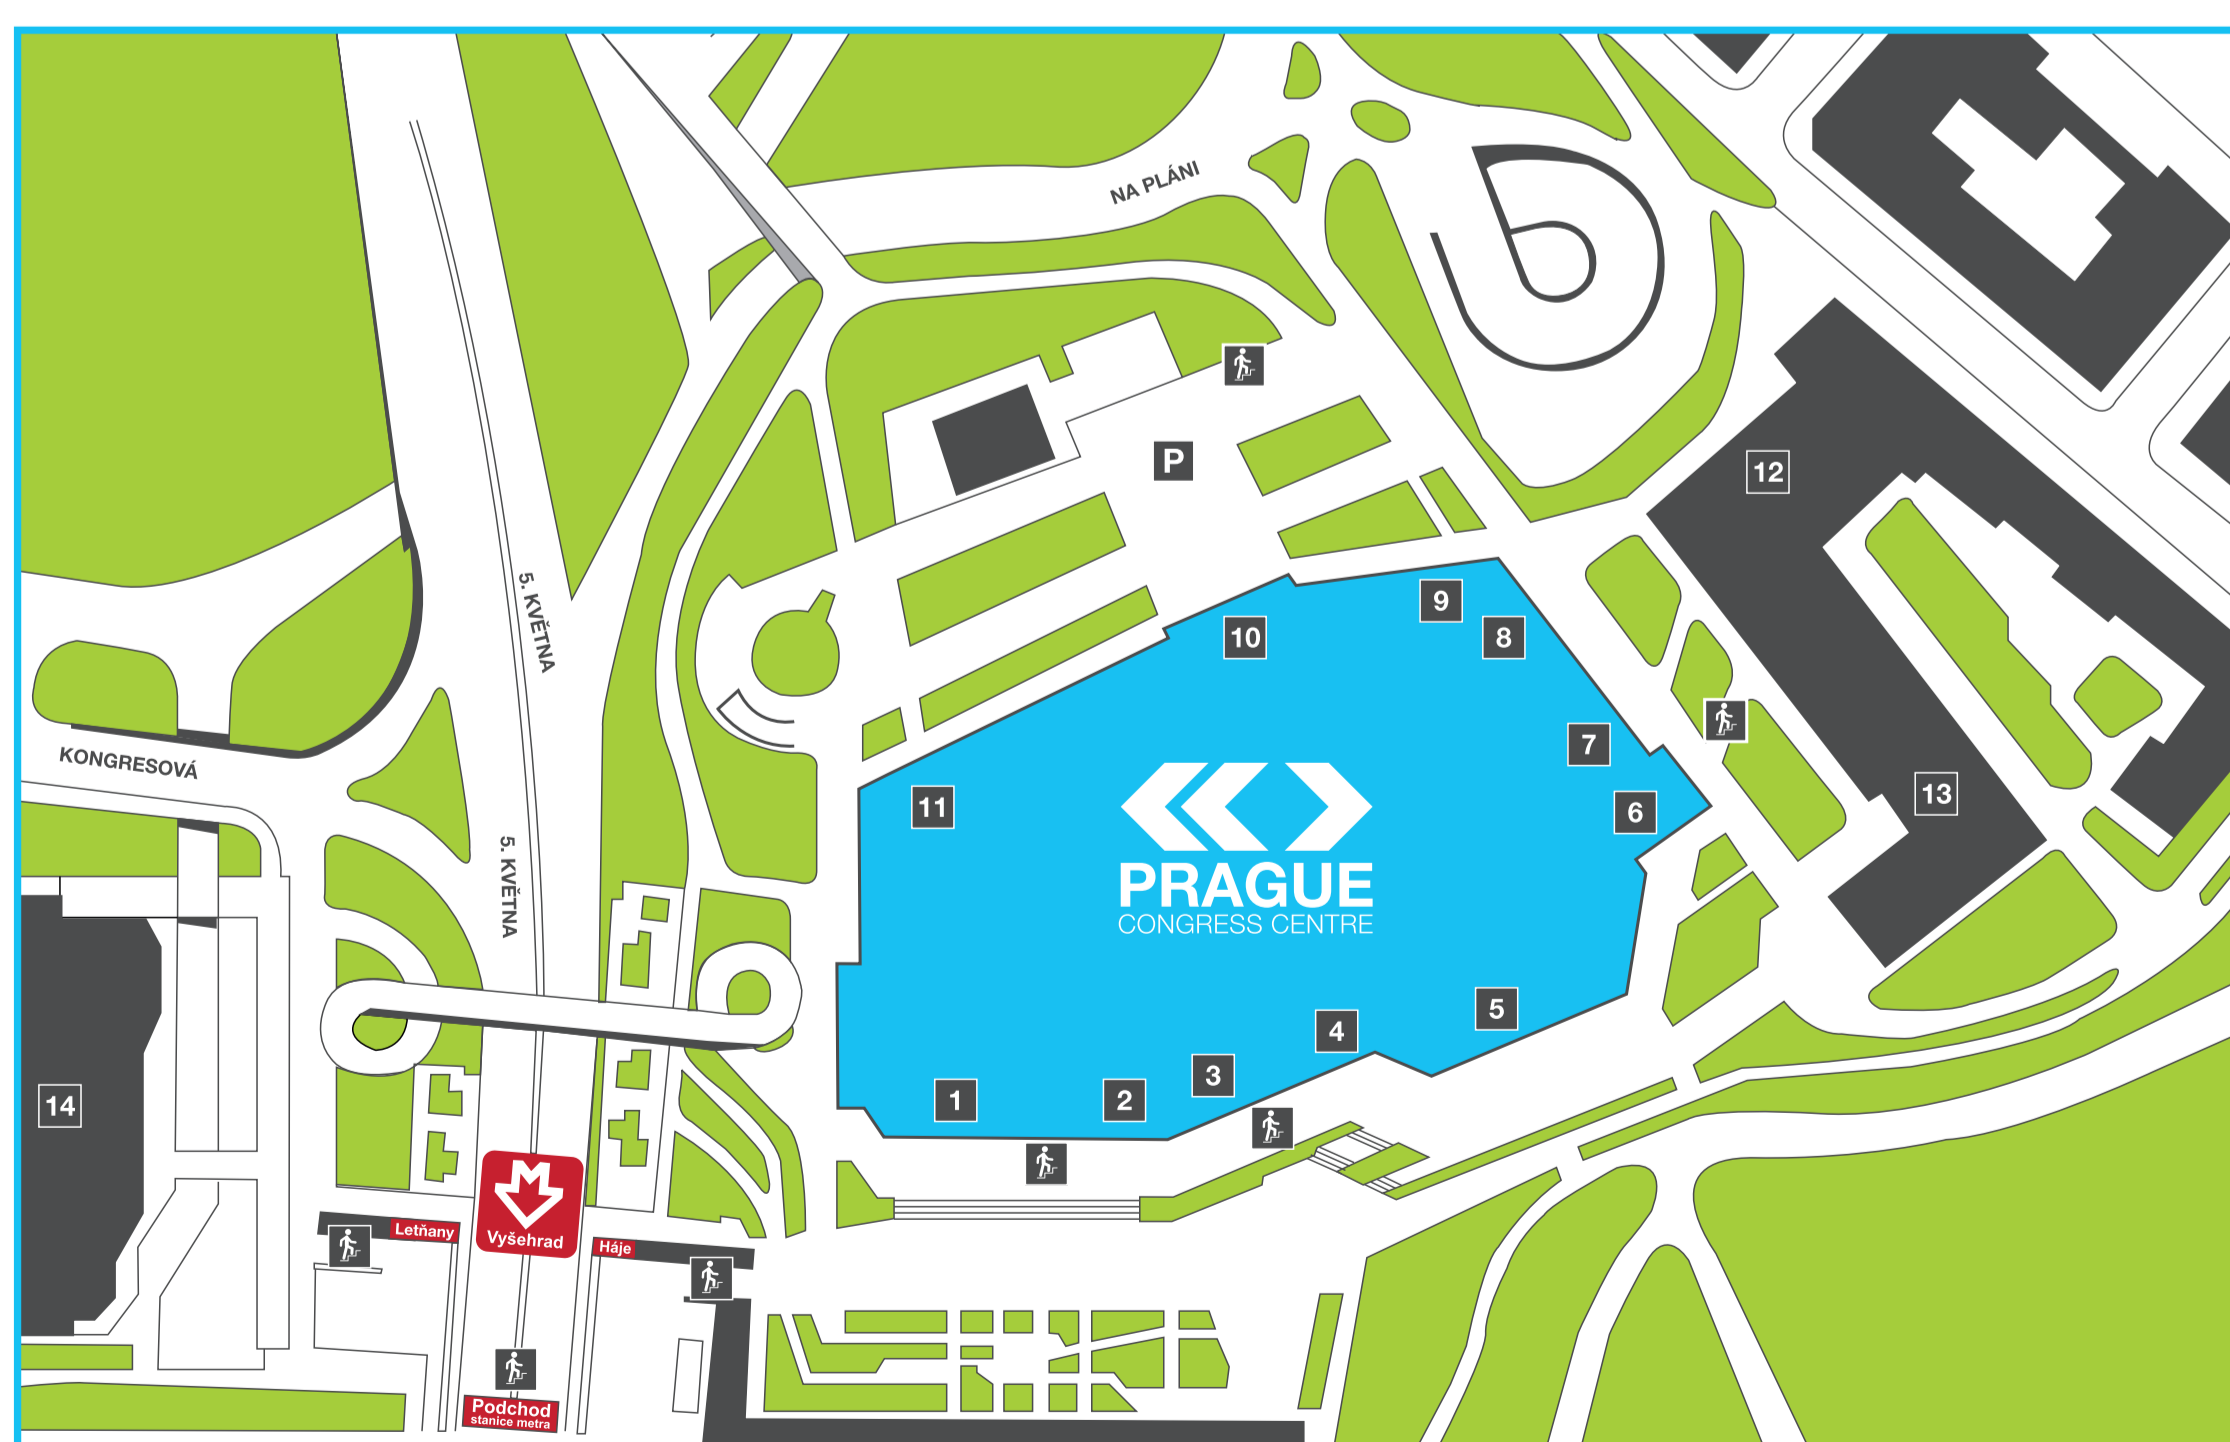 NA PLÁNI
P
12
5. KVĚTNA
9
10
8
7
KONGRESOVÁ
11
6
13
PRAGUE
CONGRESS CENTRE
5. KVĚTNA
5
4
14
3
1
2
Letňany
Vyšehrad
Háje
Podchod
stanice metra